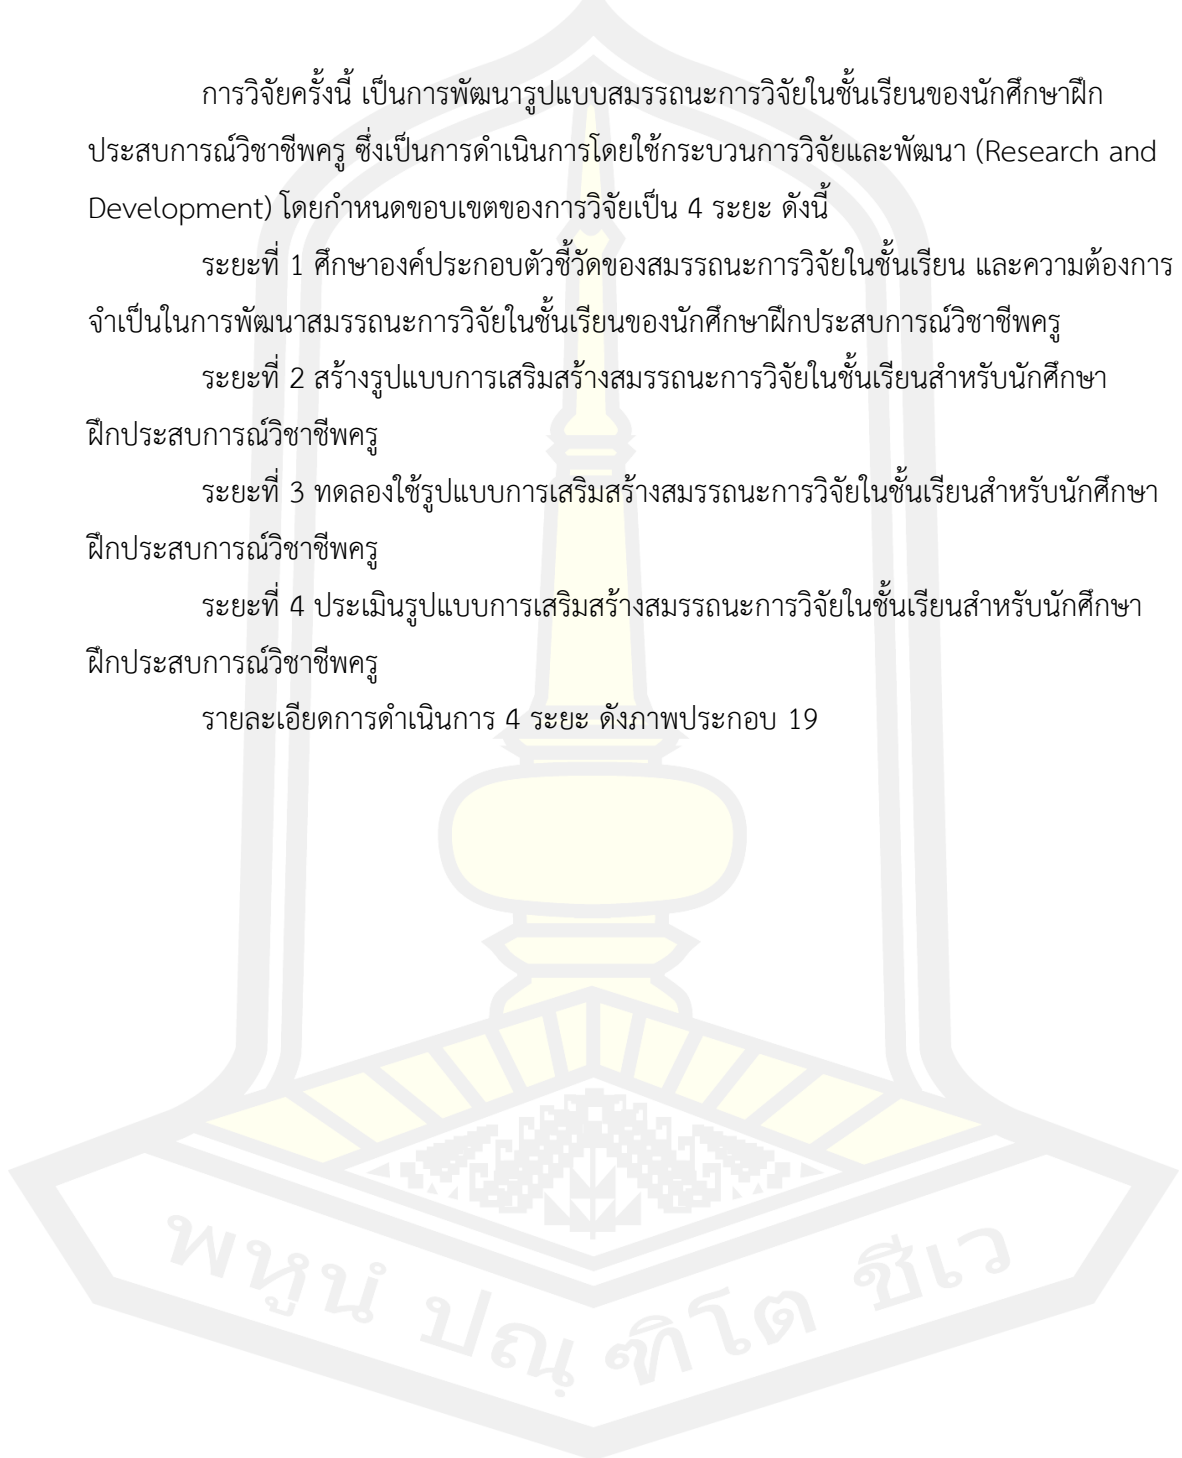 การวิจัยครั้งนี้ เป็นการพัฒนารูปแบบสมรรถนะการวิจัยในชั้นเรียนของนักศึกษาฝึก
ประสบการณ์วิชาชีพครู ซึ่งเป็นการดำเนินการโดยใช้กระบวนการวิจัยและพัฒนา (Research and
Development) โดยกำหนดขอบเขตของการวิจัยเป็น 4 ระยะ ดังนี้
ระยะที่ 1 ศึกษาองค์ประกอบตัวชี้วัดของสมรรถนะการวิจัยในชั้นเรียน และความต้องการ
จำเป็นในการพัฒนาสมรรถนะการวิจัยในชั้นเรียนของนักศึกษาฝึกประสบการณ์วิชาชีพครู
ระยะที่ 2 สร้างรูปแบบการเสริมสร้างสมรรถนะการวิจัยในชั้นเรียนสำหรับนักศึกษา
ฝึกประสบการณ์วิชาชีพครู
ระยะที่ 3 ทดลองใช้รูปแบบการเสริมสร้างสมรรถนะการวิจัยในชั้นเรียนสำหรับนักศึกษา
ฝึกประสบการณ์วิชาชีพครู
ระยะที่ 4 ประเมินรูปแบบการเสริมสร้างสมรรถนะการวิจัยในชั้นเรียนสำหรับนักศึกษา
ฝึกประสบการณ์วิชาชีพครู
รายละเอียดการดำเนินการ 4 ระยะ ดังภาพประกอบ 19
พหูนํ ปณฺฑิโต ชีเว